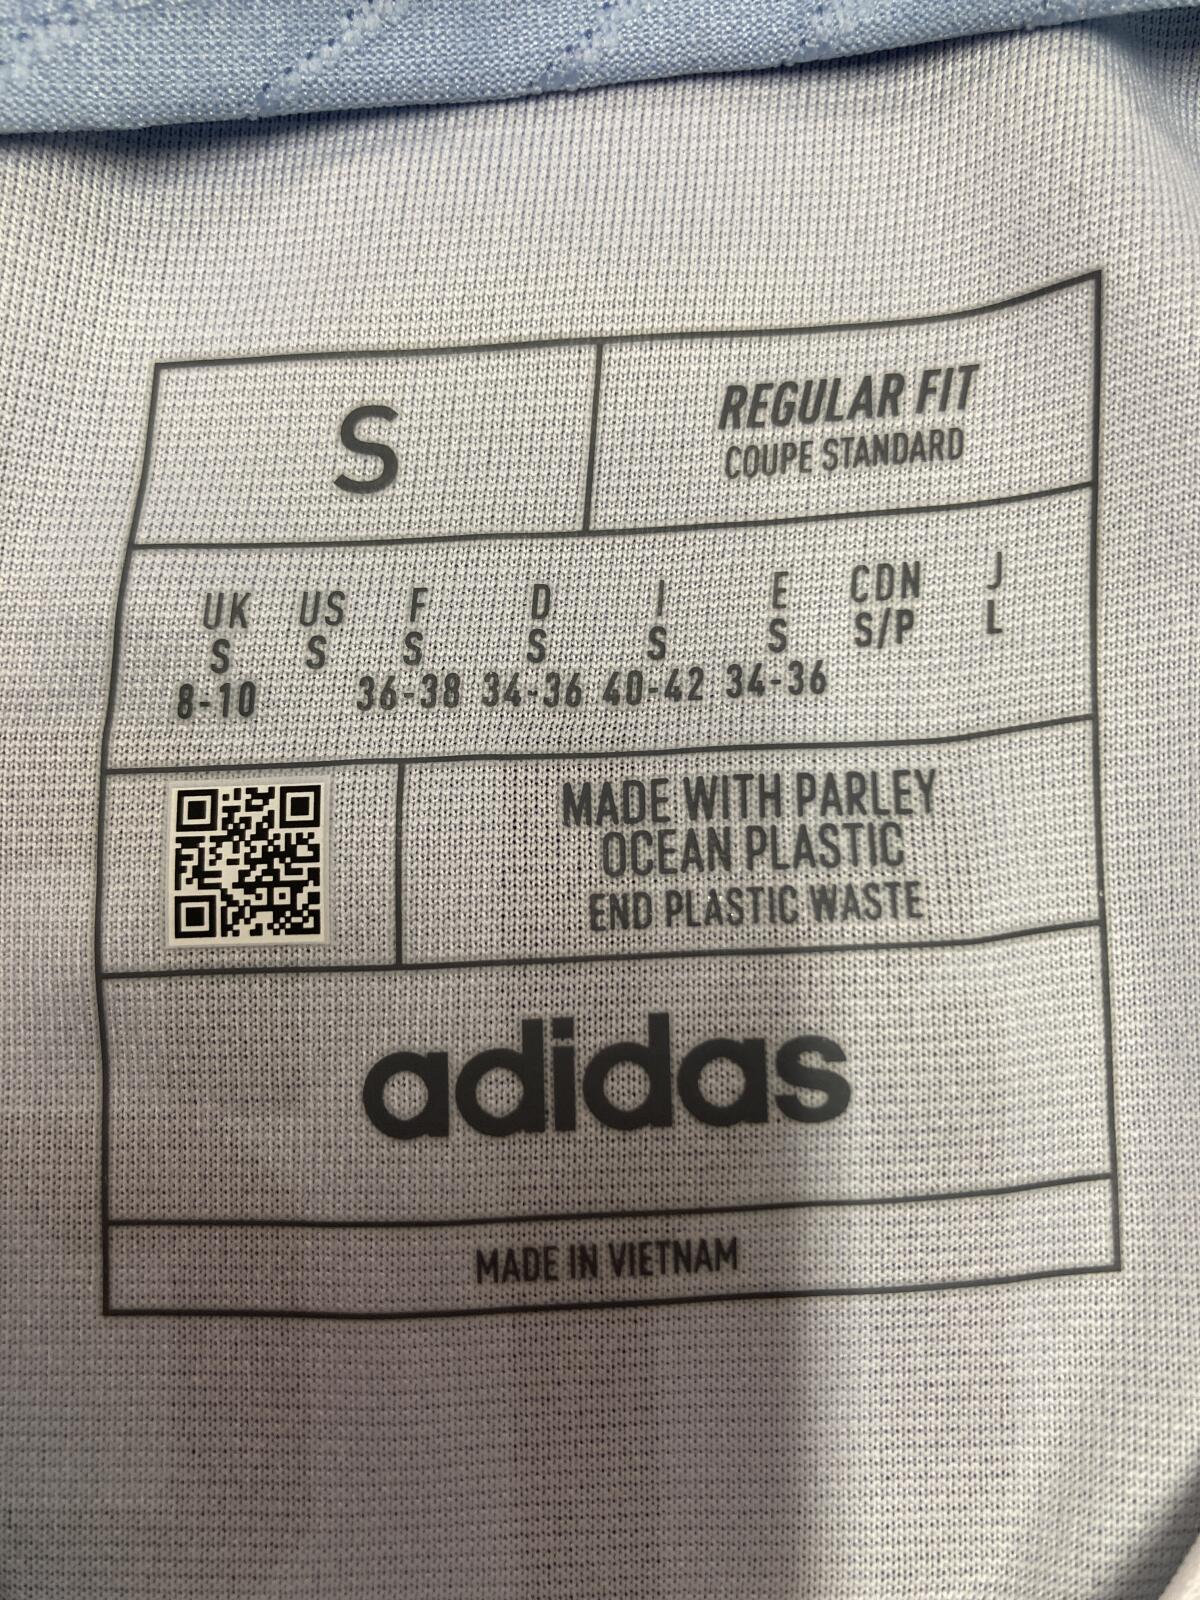 S
REGULAR FIT
COUPE STANDARD
UK US F D I E CDN J
S S S S S S S/P L
8-10 36-38 34-36 40-42 34-36
MADE WITH PARLEY
OCEAN PLASTIC
END PLASTIC WASTE
adidas
MADE IN VIETNAM